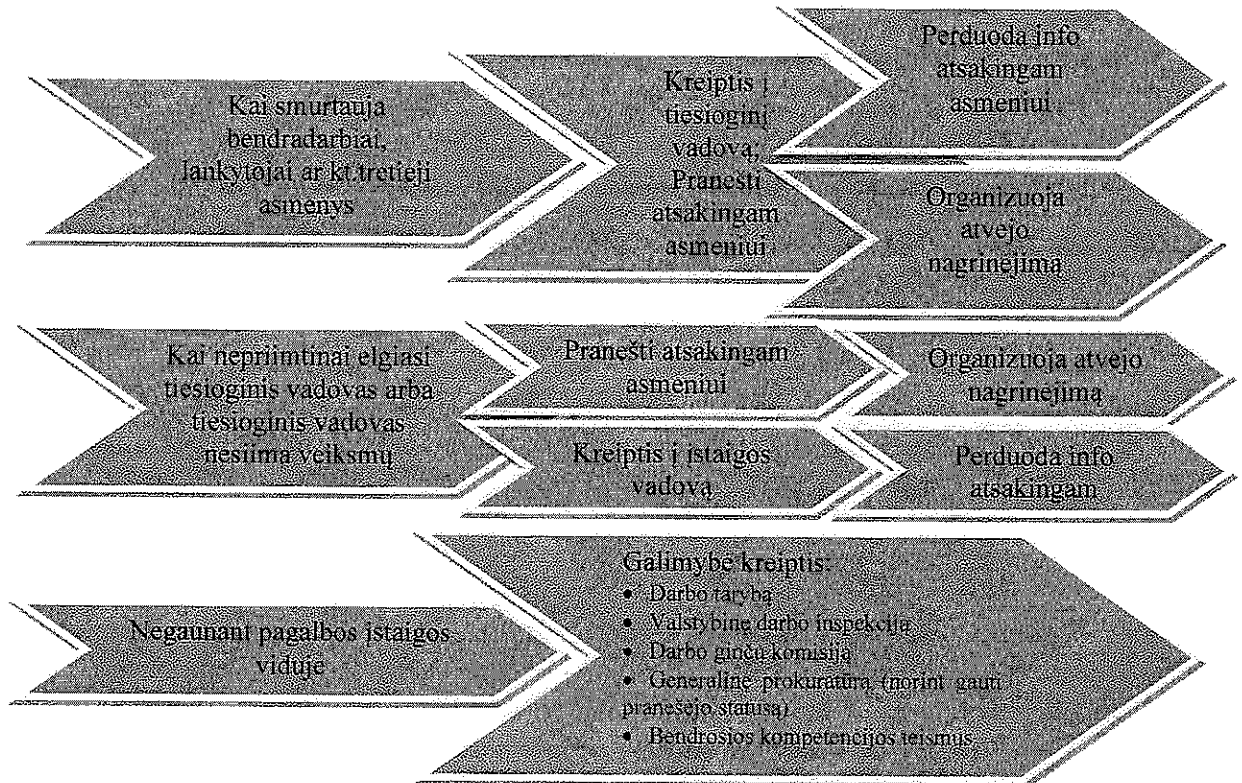 Kai smurtauja
bendradarbiai,
lankytojai ar kt.tretieji
asmenys
Kreiptis į
tiesioginį
vadovą;
Pranešti
atsakingam
asmeniui
Perduoda info
atsakingam
asmeniui
Organizuoja
atvejo
nagrinėjimą
Kai nepriimtinai elgiasi
tiesioginis vadovas arba
tiesioginis vadovas
nesiima veiksmų
Pranešti atsakingam
asmeniui
Organizuoja atvejo
nagrinėjimą
Kreiptis į įstaigos
vadovą
Perduoda info
atsakingam
Negaunant pagalbos įstaigos
viduje
Galimybė kreiptis:
• Darbo tarybą
• Valstybinę darbo inspekciją
• Darbo ginčų komisiją
• Generalinę prokuratūrą (norint gauti
pranešėjo statusą)
• Bendrosios kompetencijos teismus